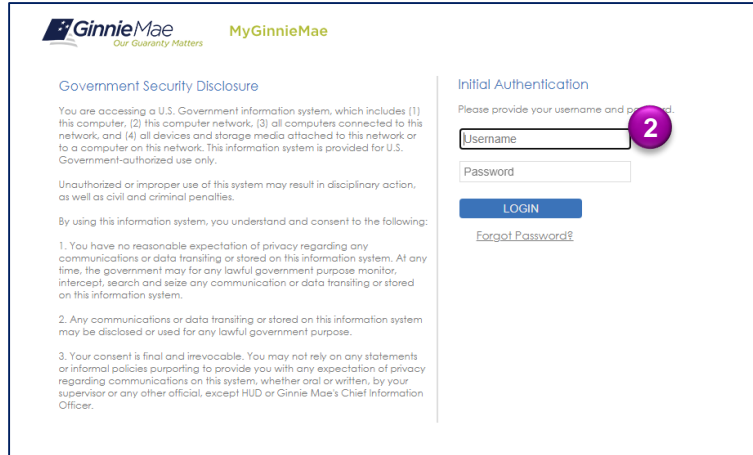 GinnieMae
Our Guaranty Matters
MyGinnieMae
Government Security Disclosure
You are accessing a U.S. Government information system, which includes (1)
this computer, (2) this computer network, (3) all computers connected to this
network, and (4) all devices and storage media attached to this network or
to a computer on this network. This information system is provided for U.S.
Government-authorized use only.
Unauthorized or improper use of this system may result in disciplinary action,
as well as civil and criminal penalties.
By using this information system, you understand and consent to the following:
1. You have no reasonable expectation of privacy regarding any
communications or data transiting or stored on this information system. At any
time, the government may for any lawful government purpose monitor,
intercept, search and seize any communication or data transiting or stored
on this information system.
2. Any communications or data transiting or stored on this information system
may be disclosed or used for any lawful government purpose.
3. Your consent is final and irrevocable. You may not rely on any statements
or informal policies purporting to provide you with any expectation of privacy
regarding communications on this system, whether oral or written, by your
supervisor or any other official, except HUD or Ginnie Mae's Chief Information
Officer.
Initial Authentication
Please provide your username and password.
2
Username
Password
LOGIN
Forgot Password?